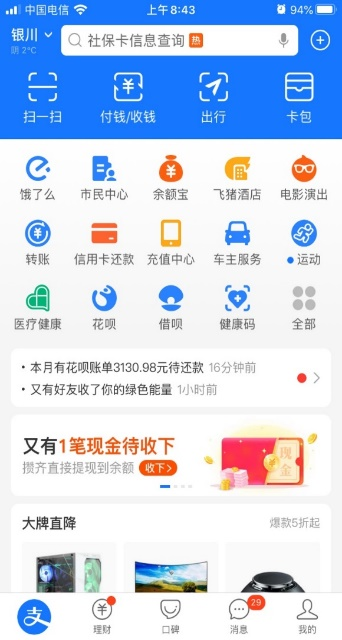 中国电信 上午8:43 94%
银川 社保卡信息查询 热
阴 2°C
扫一扫 付钱/收钱 出行 卡包
饿了么 市民中心 余额宝 飞猪酒店 电影演出
转账 信用卡还款 充值中心 车主服务 运动
医疗健康 花呗 借呗 健康码 全部
本月有花呗账单3130.98元待还款 16分钟前
又有好友收了你的绿色能量 1小时前
又有1笔现金待收下
攒齐直接提现到余额 收下>
现金
大牌直降 爆款5折起
支 理财 口碑 29 消息 我的